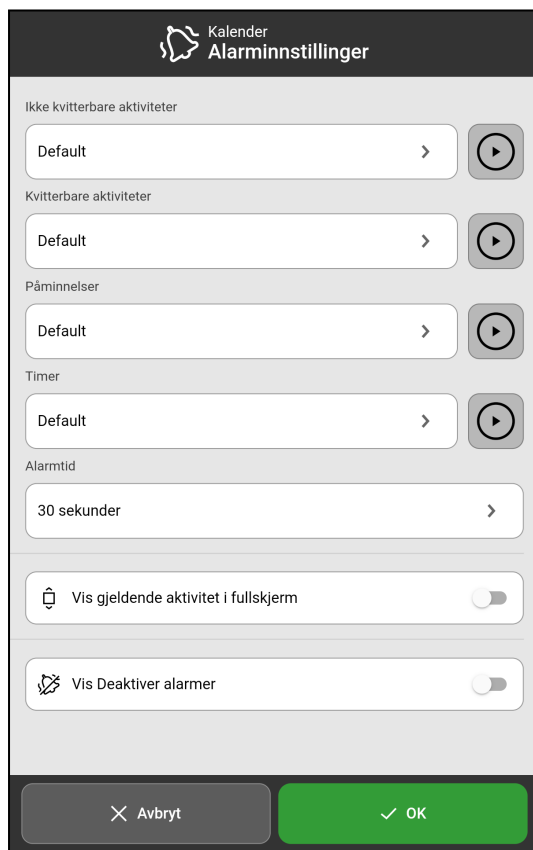 Kalender
Alarminnstillinger
Ikke kvitterbare aktiviteter
Default
Kvitterbare aktiviteter
Default
Påminnelser
Default
Timer
Default
Alarmtid
30 sekunder
Vis gjeldende aktivitet i fullskjerm
Vis Deaktiver alarmer
Avbryt
OK